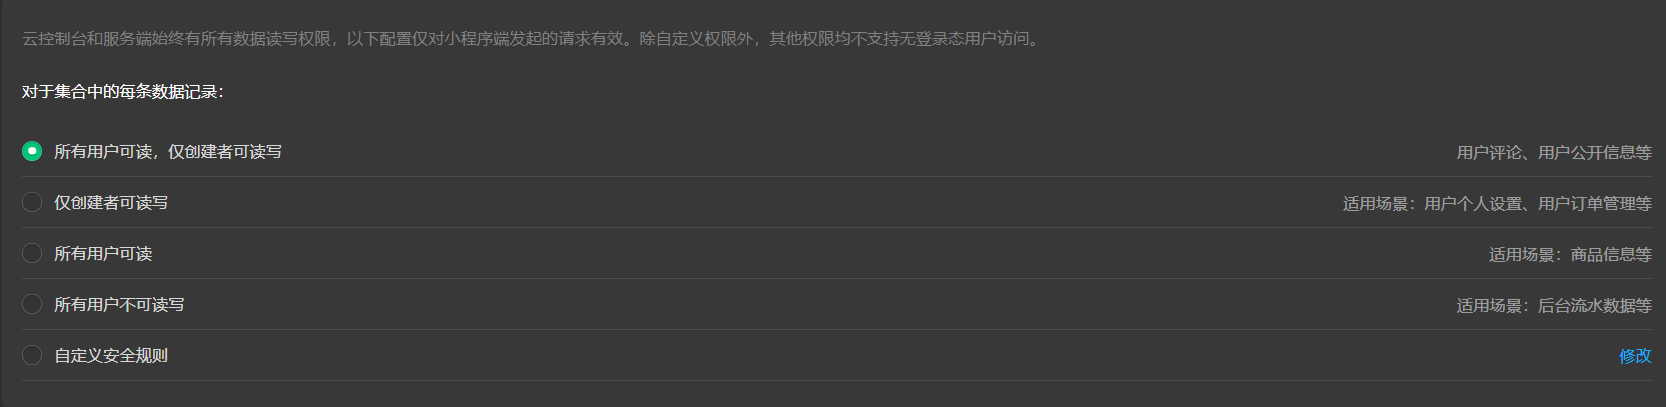 云控制台和服务端始终有所有数据读写权限，以下配置仅对小程序端发起的请求有效。除自定义权限外，其他权限均不支持无登录态用户访问。
对于集合中的每条数据记录：
所有用户可读，仅创建者可读写 用户评论、用户公开信息等
仅创建者可读写 适用场景：用户个人设置、用户订单管理等
所有用户可读 适用场景：商品信息等
所有用户不可读写 适用场景：后台流水数据等
自定义安全规则 修改